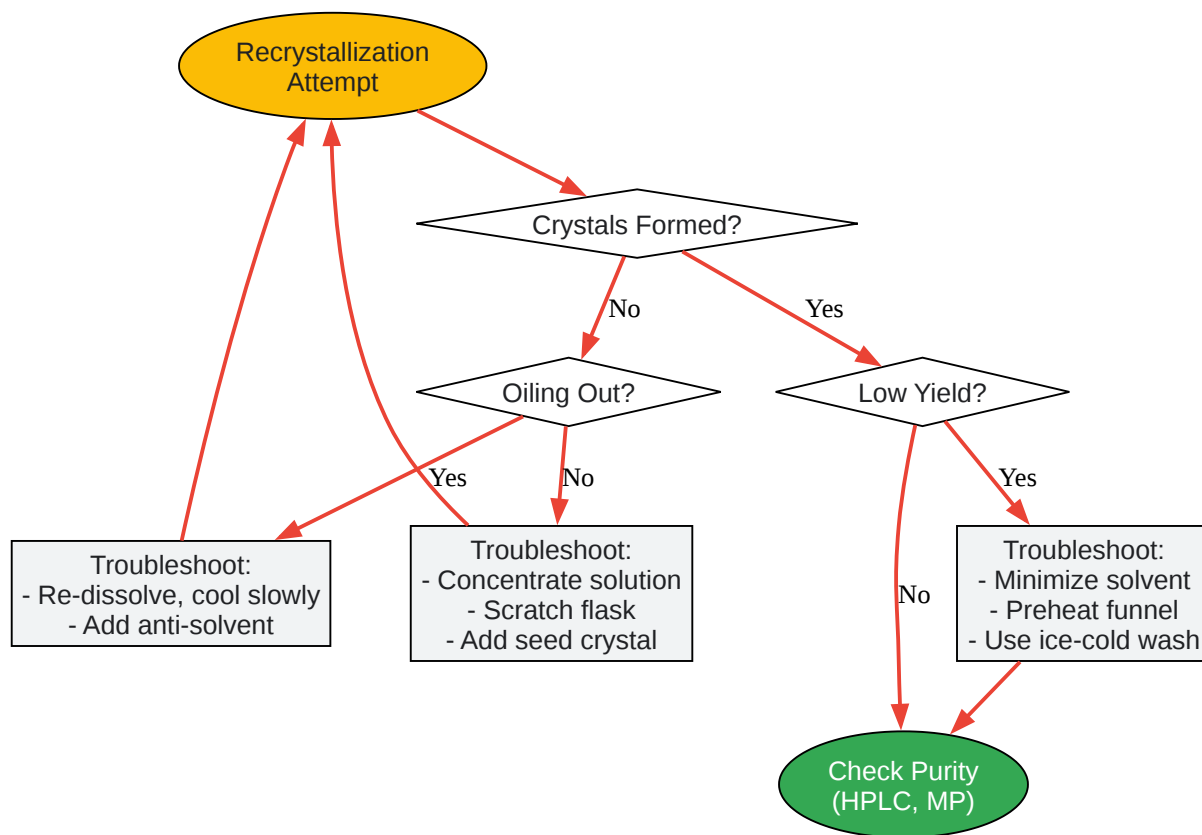 Recrystallization
Attempt
Crystals Formed?
No
Yes
Oiling Out?
Low Yield?
Yes
No
No
Yes
Troubleshoot:
- Re-dissolve, cool slowly
- Add anti-solvent
Troubleshoot:
- Concentrate solution
- Scratch flask
- Add seed crystal
Troubleshoot:
- Minimize solvent
- Preheat funnel
- Use ice-cold wash
Check Purity
(HPLC, MP)